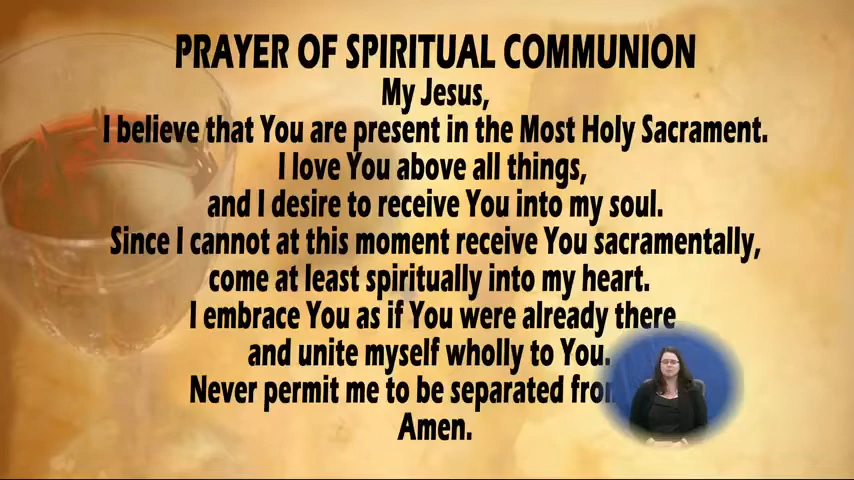 PRAYER OF SPIRITUAL COMMUNION
My Jesus,
I believe that You are present in the Most Holy Sacrament.
I love You above all things,
and I desire to receive You into my soul.
Since I cannot at this moment receive You sacramentally,
come at least spiritually into my heart.
I embrace You as if You were already there
and unite myself wholly to You.
Never permit me to be separated
Amen.